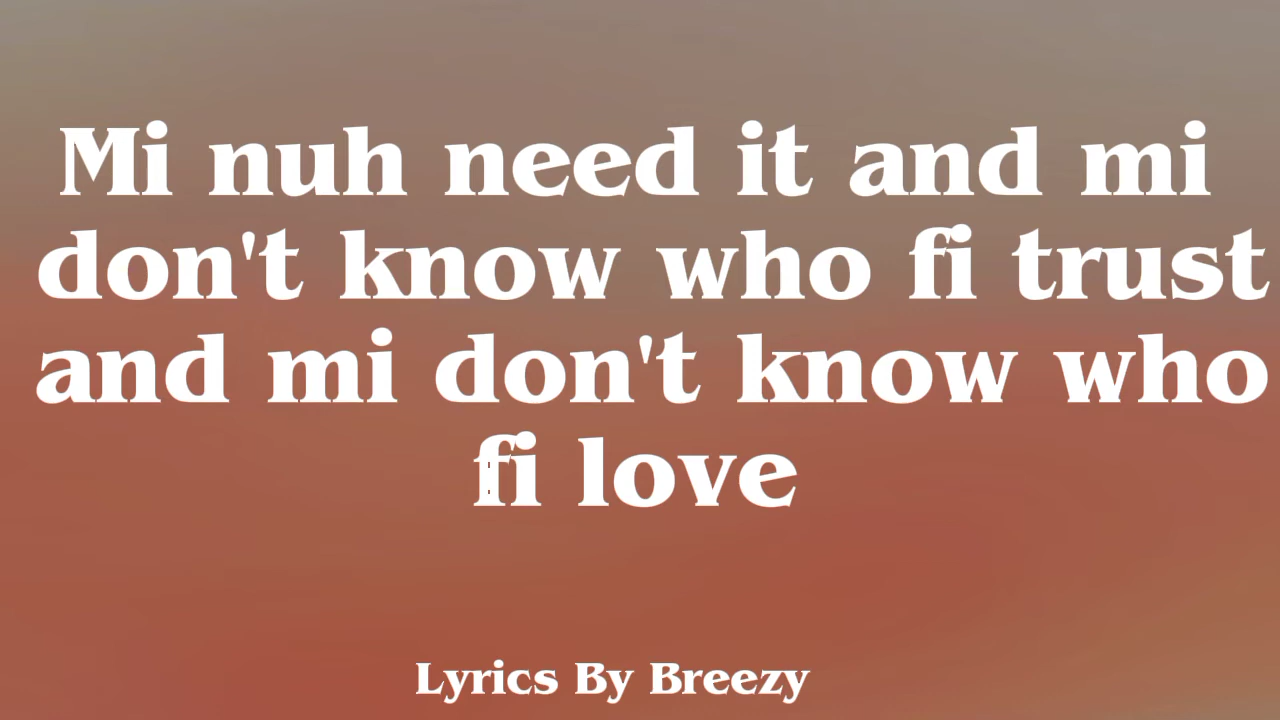 Mi nuh need it and mi
don't know who fi trust
and mi don't know who
fi love
Lyrics By Breezy